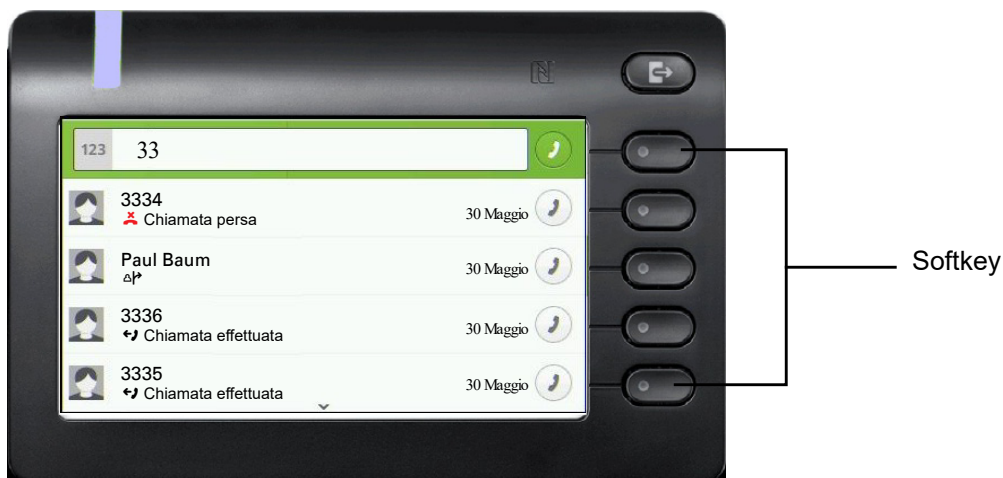 123 33
3334
Chiamata persa 30 Maggio
Paul Baum
30 Maggio
3336
Chiamata effettuata 30 Maggio
3335
Chiamata effettuata 30 Maggio
Softkey